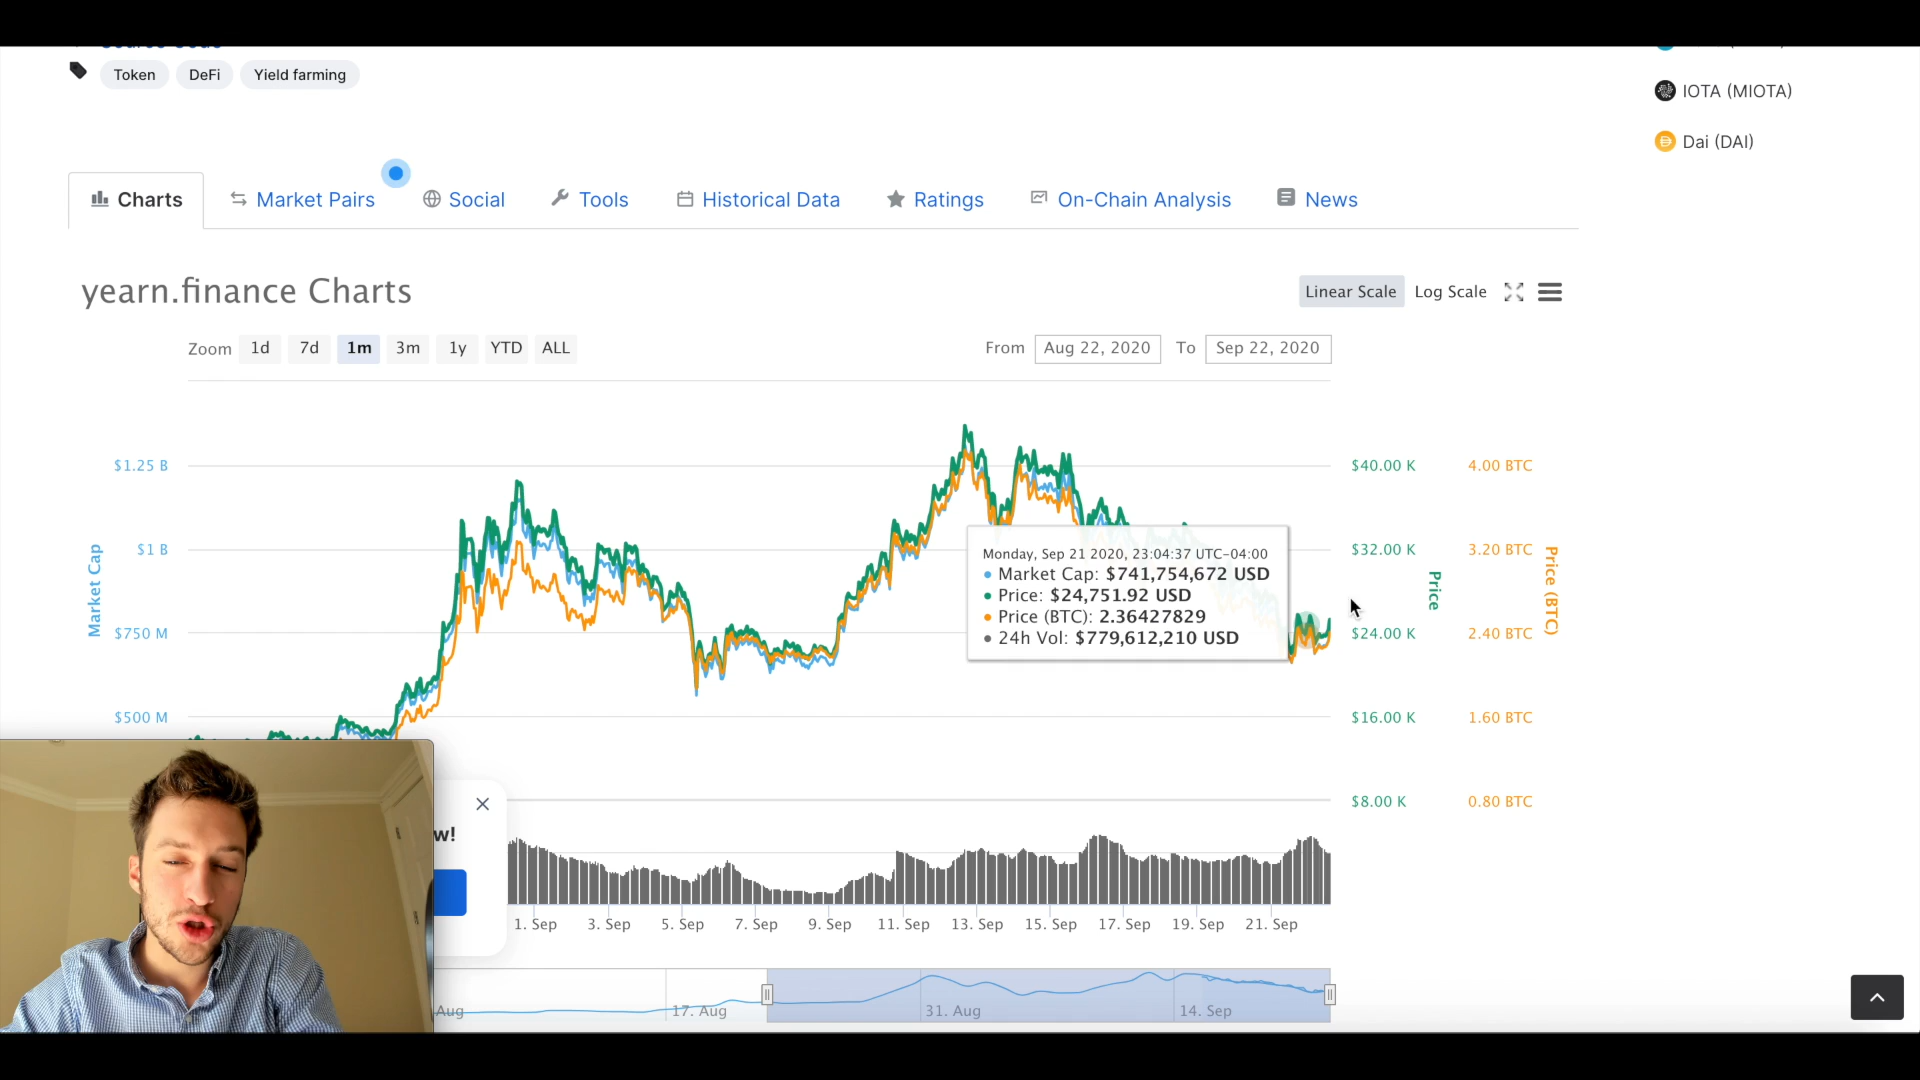 Token DeFi Yield farming
IOTA (MIOTA)
Dai (DAI)
Charts Market Pairs Social Tools Historical Data Ratings On-Chain Analysis News
yearn.finance Charts
Linear Scale Log Scale
Zoom 1d 7d 1m 3m 1y YTD ALL
From Aug 22, 2020 To Sep 22, 2020
$1.25 B
$1 B
$750 M
$500 M
Market Cap
Monday, Sep 21 2020, 23:04:37 UTC-04:00
Market Cap: $741,754,672 USD
Price: $24,751.92 USD
Price (BTC): 2.36427829
24h Vol: $779,612,210 USD
$40.00 K
$32.00 K
$24.00 K
$16.00 K
$8.00 K
Price
4.00 BTC
3.20 BTC
2.40 BTC
1.60 BTC
0.80 BTC
Price (BTC)
w!
1. Sep 3. Sep 5. Sep 7. Sep 9. Sep 11. Sep 13. Sep 15. Sep 17. Sep 19. Sep 21. Sep
Aug 17. Aug 31. Aug 14. Sep